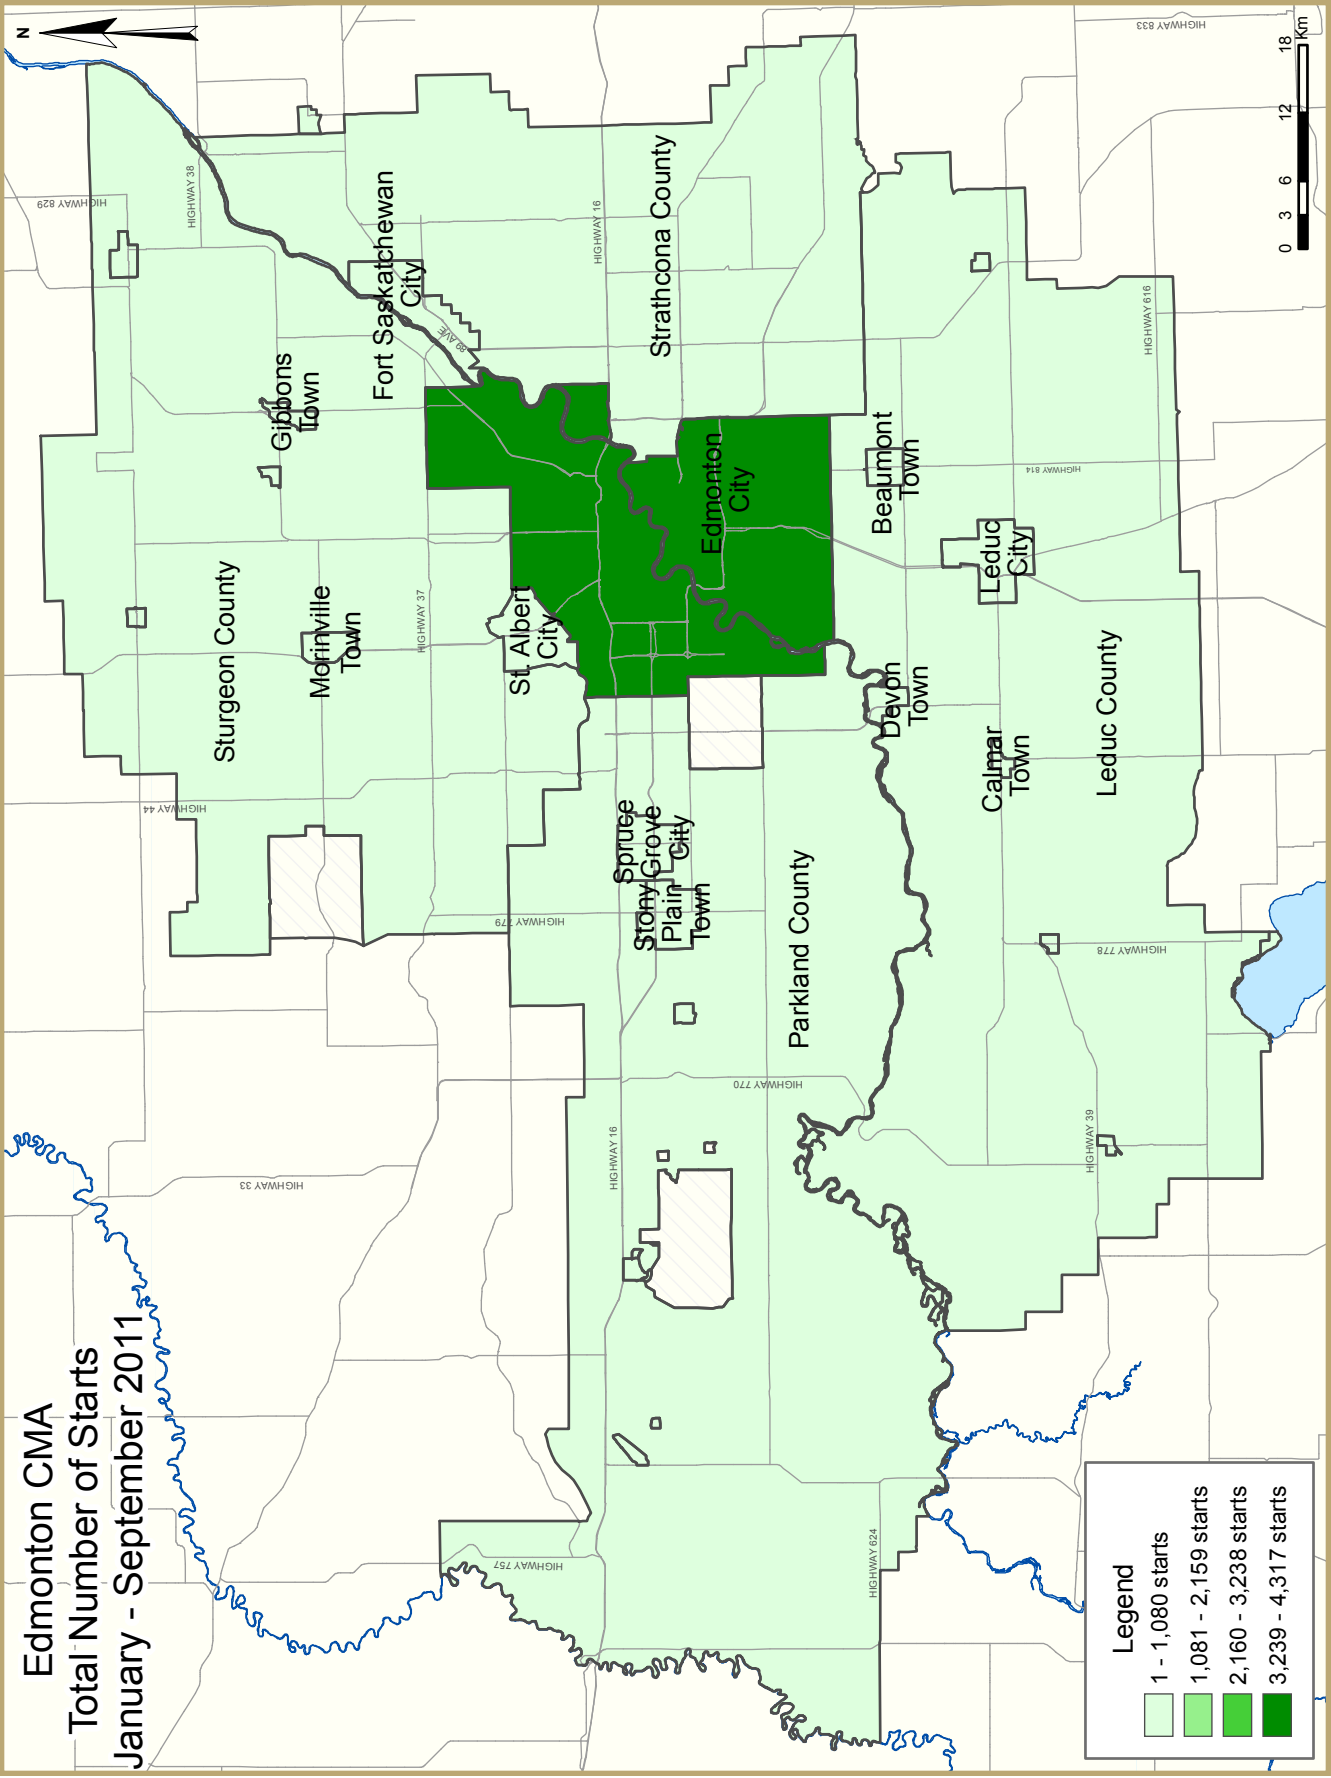 Edmonton CMA
Total Number of Starts
January - September 2011
N
HIGHWAY 829
HIGHWAY 38
HIGHWAY 833
HIGHWAY 44
HIGHWAY 33
Sturgeon County
Gibbons
Town
Morinville
Town
Fort Saskatchewan
City
89 AVE
HIGHWAY 37
St. Albert
City
HIGHWAY 16
Strathcona County
Edmonton
City
HIGHWAY 757
HIGHWAY 16
HIGHWAY 779
Spruce
Grove
City
Stony
Plain
Town
HIGHWAY 770
Parkland County
HIGHWAY 624
Beaumont
Town
HIGHWAY 814
Devon
Town
Leduc
City
Calmar
Town
Leduc County
HIGHWAY 39
HIGHWAY 778
HIGHWAY 616
Legend
1 - 1,080 starts
1,081 - 2,159 starts
2,160 - 3,238 starts
3,239 - 4,317 starts
0 3 6 12 18
Km